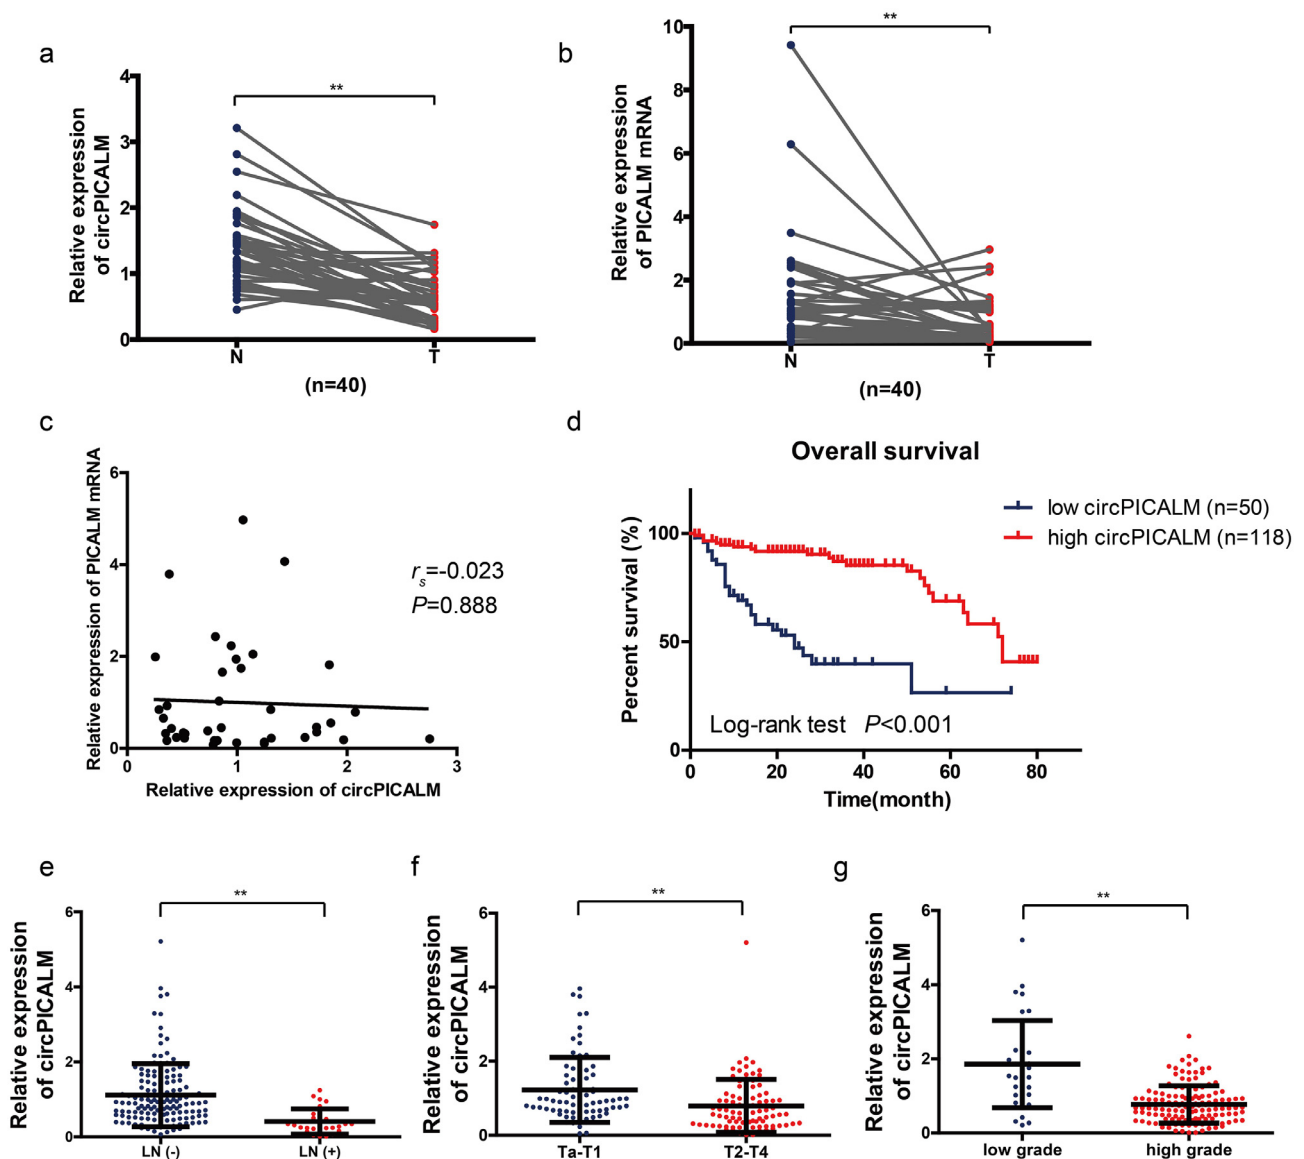 a
**
Relative expression
of circPICALM
4
3
2
1
0
N
T
(n=40)
b
**
Relative expression
of PICALM mRNA
10
8
6
4
2
0
N
T
(n=40)
c
Relative expression of PICALM mRNA
6
4
2
0
0
1
2
3
rs=-0.023
P=0.888
Relative expression of circPICALM
d
Overall survival
low circPICALM (n=50)
high circPICALM (n=118)
Percent survival (%)
100
50
0
Log-rank test P<0.001
0
20
40
60
80
Time(month)
e
**
Relative expression
of circPICALM
6
4
2
0
LN (-)
LN (+)
f
**
Relative expression
of circPICALM
6
4
2
0
Ta-T1
T2-T4
g
**
Relative expression
of circPICALM
6
4
2
0
low grade
high grade